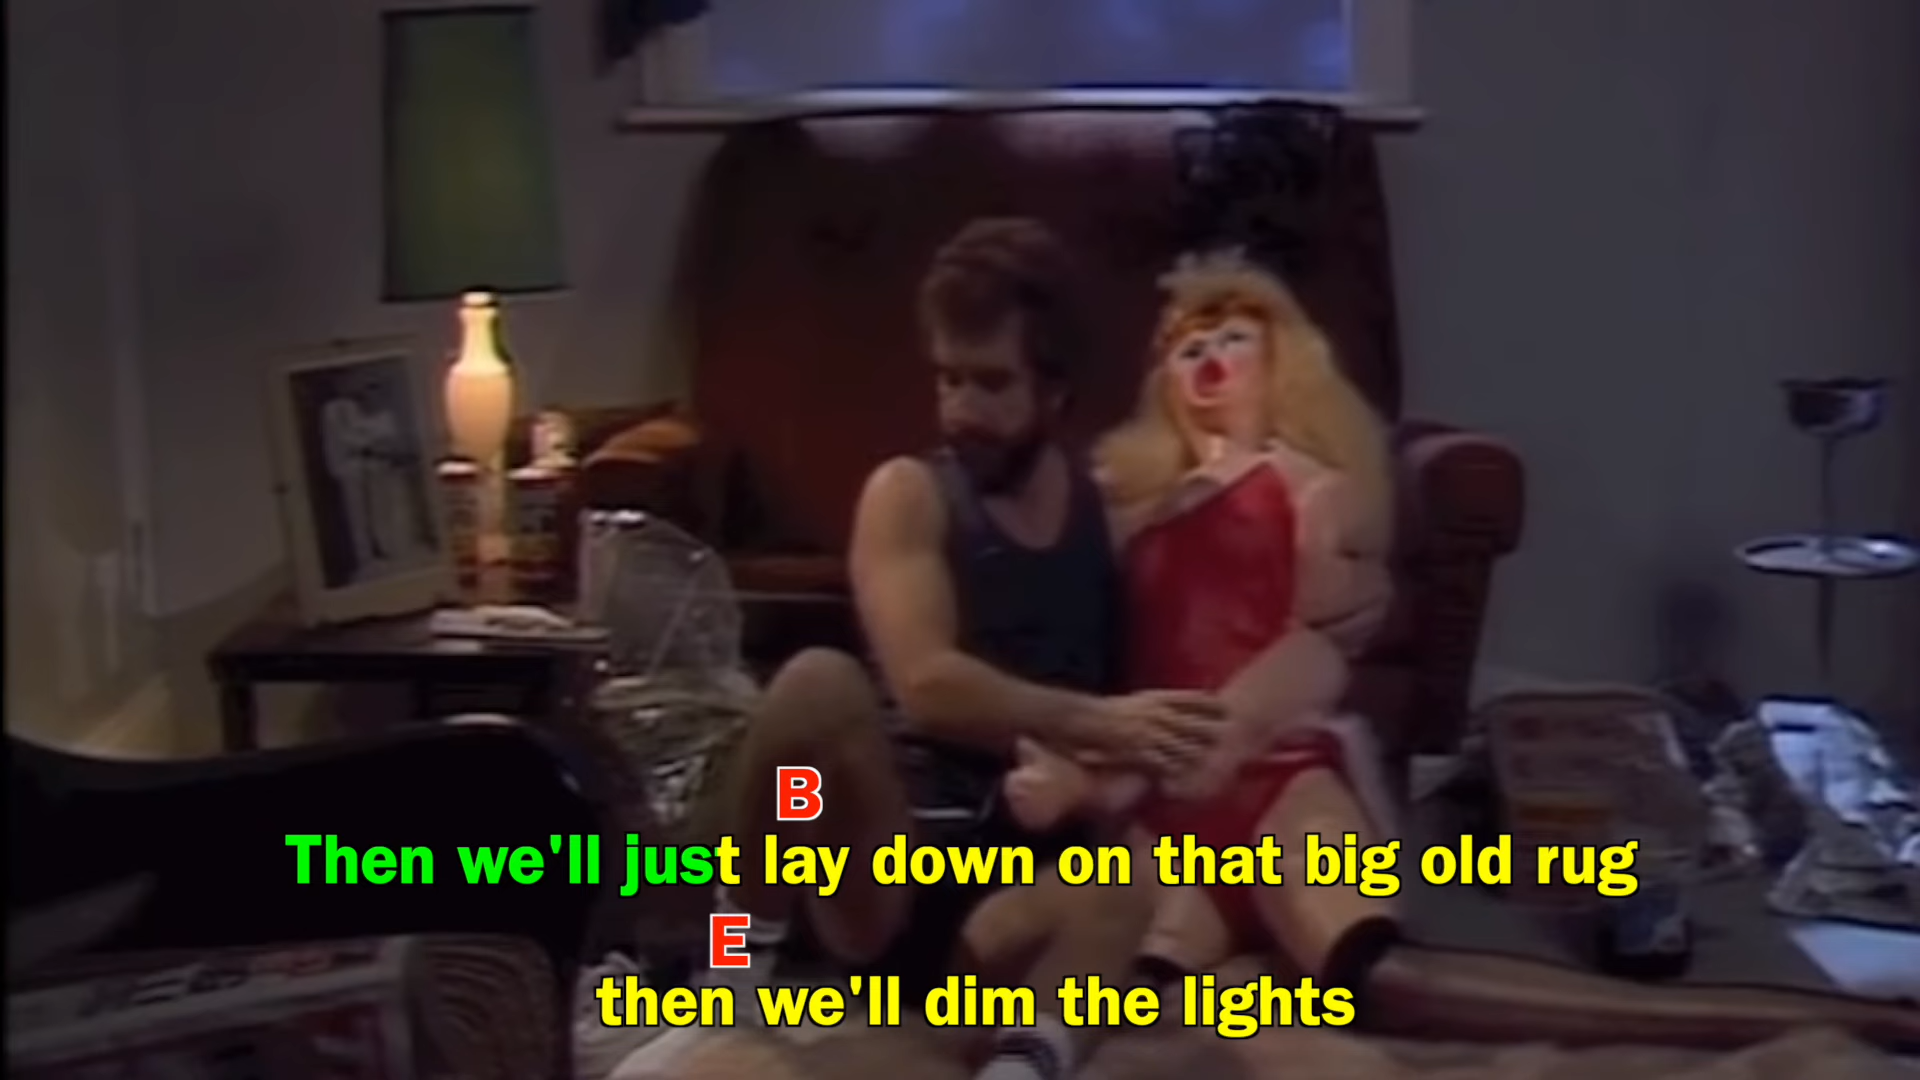 B
Then we'll just lay down on that big old rug
E
then we'll dim the lights